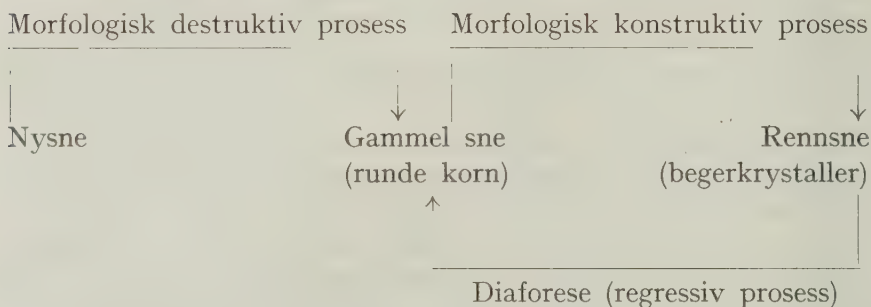 Morfologisk destruktiv prosess Morfologisk konstruktiv prosess
Nysne Gammel sne Rennsne
(runde korn) (begerkrystaller)
Diaforese (regressiv prosess)